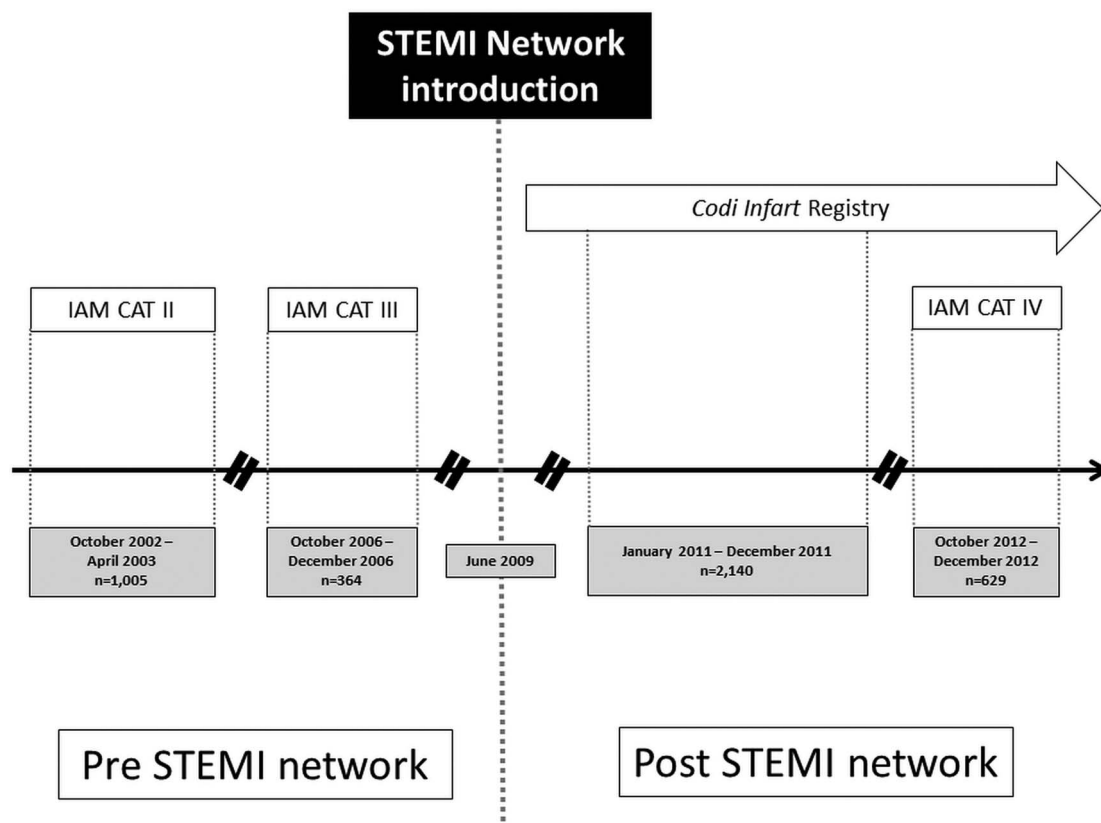 STEMI Network
introduction
Codi Infart Registry
IAM CAT II
IAM CAT III
IAM CAT IV
October 2002 –
April 2003
n=1,005
October 2006 –
December 2006
n=364
June 2009
January 2011 – December 2011
n=2,140
October 2012 –
December 2012
n=629
Pre STEMI network
Post STEMI network